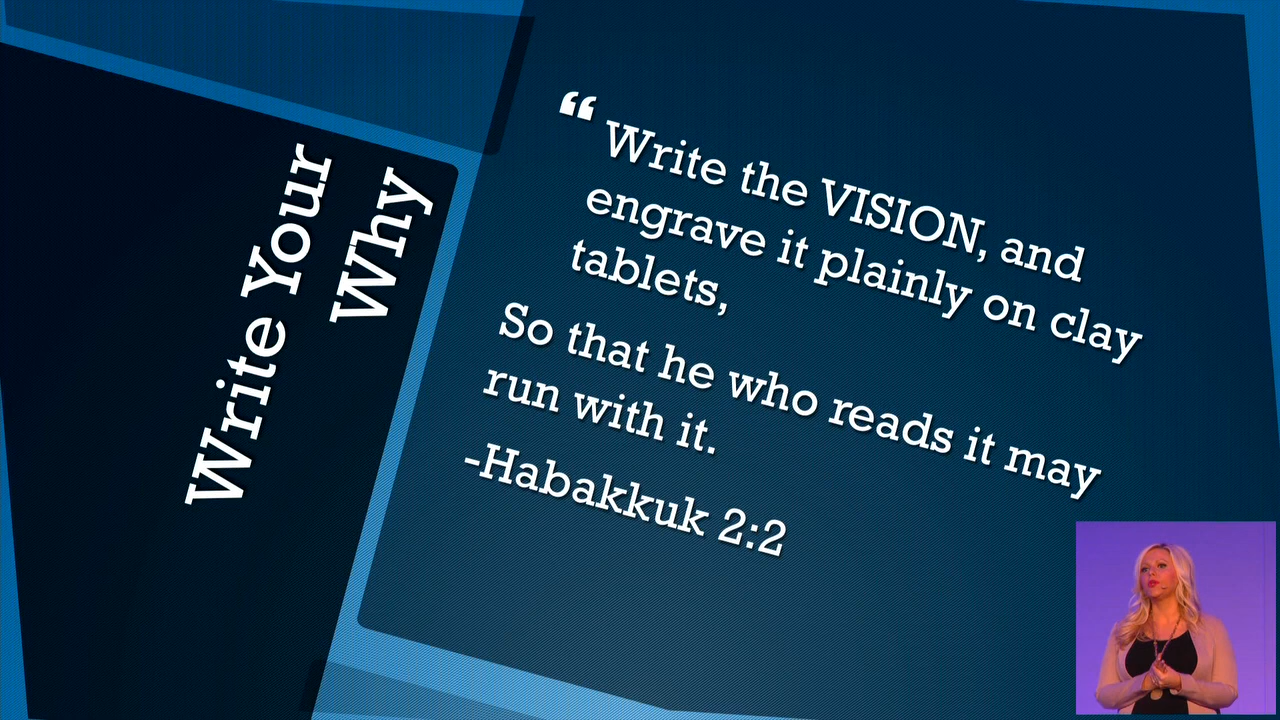 Write Your
Why
“ Write the VISION, and
engrave it plainly on clay
tablets,
So that he who reads it may
run with it.
-Habakkuk 2:2